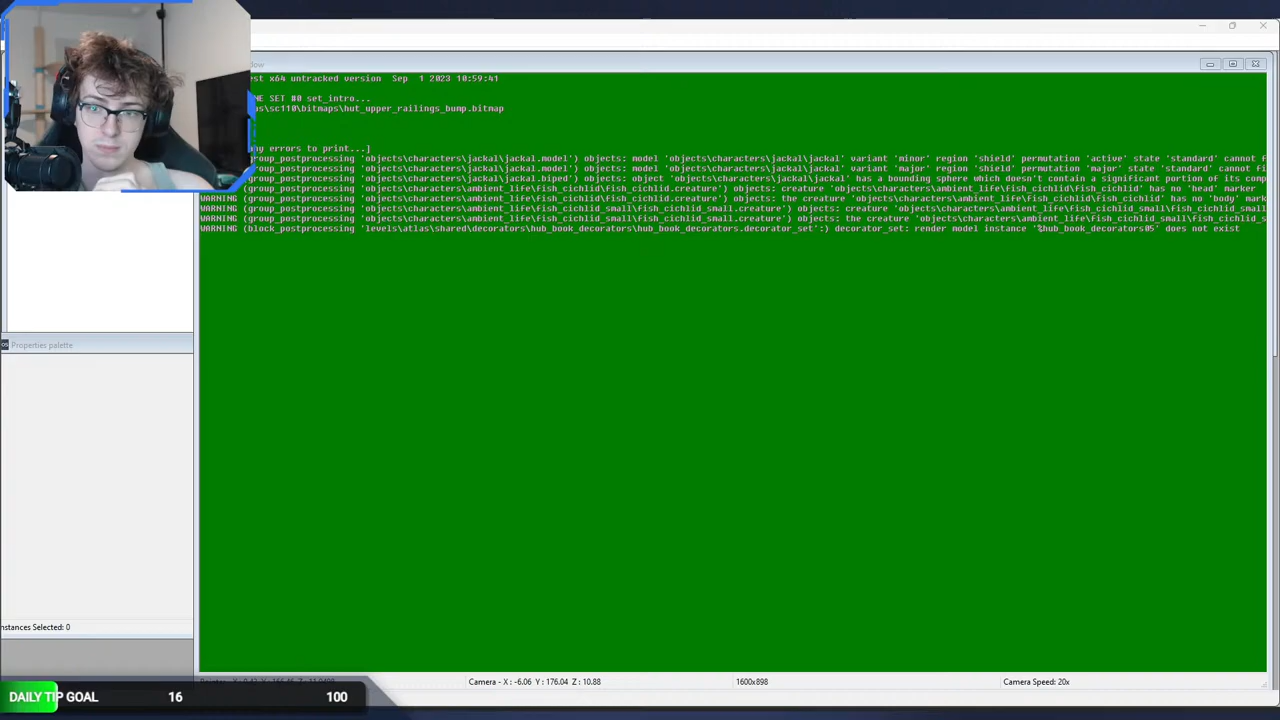 dow
est x64 untracked version Sep 1 2023 10:59:41
NE SET #0 set_intro...
as\sc110\bitmaps\hut_upper_railings_bump.bitmap
ny errors to print...]
group_postprocessing 'objects\characters\jackal\jackal.model') objects: model 'objects\characters\jackal\jackal' variant 'minor' region 'shield' permutation 'active' state 'standard' cannot f
group_postprocessing 'objects\characters\jackal\jackal.model') objects: model 'objects\characters\jackal\jackal' variant 'major' region 'shield' permutation 'major' state 'standard' cannot fi
group_postprocessing 'objects\characters\jackal\jackal.biped') objects: object 'objects\characters\jackal\jackal' has a bounding sphere which doesn't contain a significant portion of its comp
group_postprocessing 'objects\characters\ambient_life\fish_cichlid\fish_cichlid.creature') objects: creature 'objects\characters\ambient_life\fish_cichlid\fish_cichlid' has no 'head' marker
WARNING (group_postprocessing 'objects\characters\ambient_life\fish_cichlid\fish_cichlid.creature') objects: the creature 'objects\characters\ambient_life\fish_cichlid\fish_cichlid' has no 'body' mark
WARNING (group_postprocessing 'objects\characters\ambient_life\fish_cichlid_small\fish_cichlid_small.creature') objects: creature 'objects\characters\ambient_life\fish_cichlid_small\fish_cichlid_small
WARNING (group_postprocessing 'objects\characters\ambient_life\fish_cichlid_small\fish_cichlid_small.creature') objects: the creature 'objects\characters\ambient_life\fish_cichlid_small\fish_cichlid_s
WARNING (block_postprocessing 'levels\atlas\shared\decorators\hub_book_decorators\hub_book_decorators.decorator_set':) decorator_set: render model instance '%hub_book_decorators05' does not exist
Properties palette
nstances Selected: 0
Camera - X : -6.06 Y : 176.04 Z : 10.88
1600x898
Camera Speed: 20x
DAILY TIP GOAL 16 100